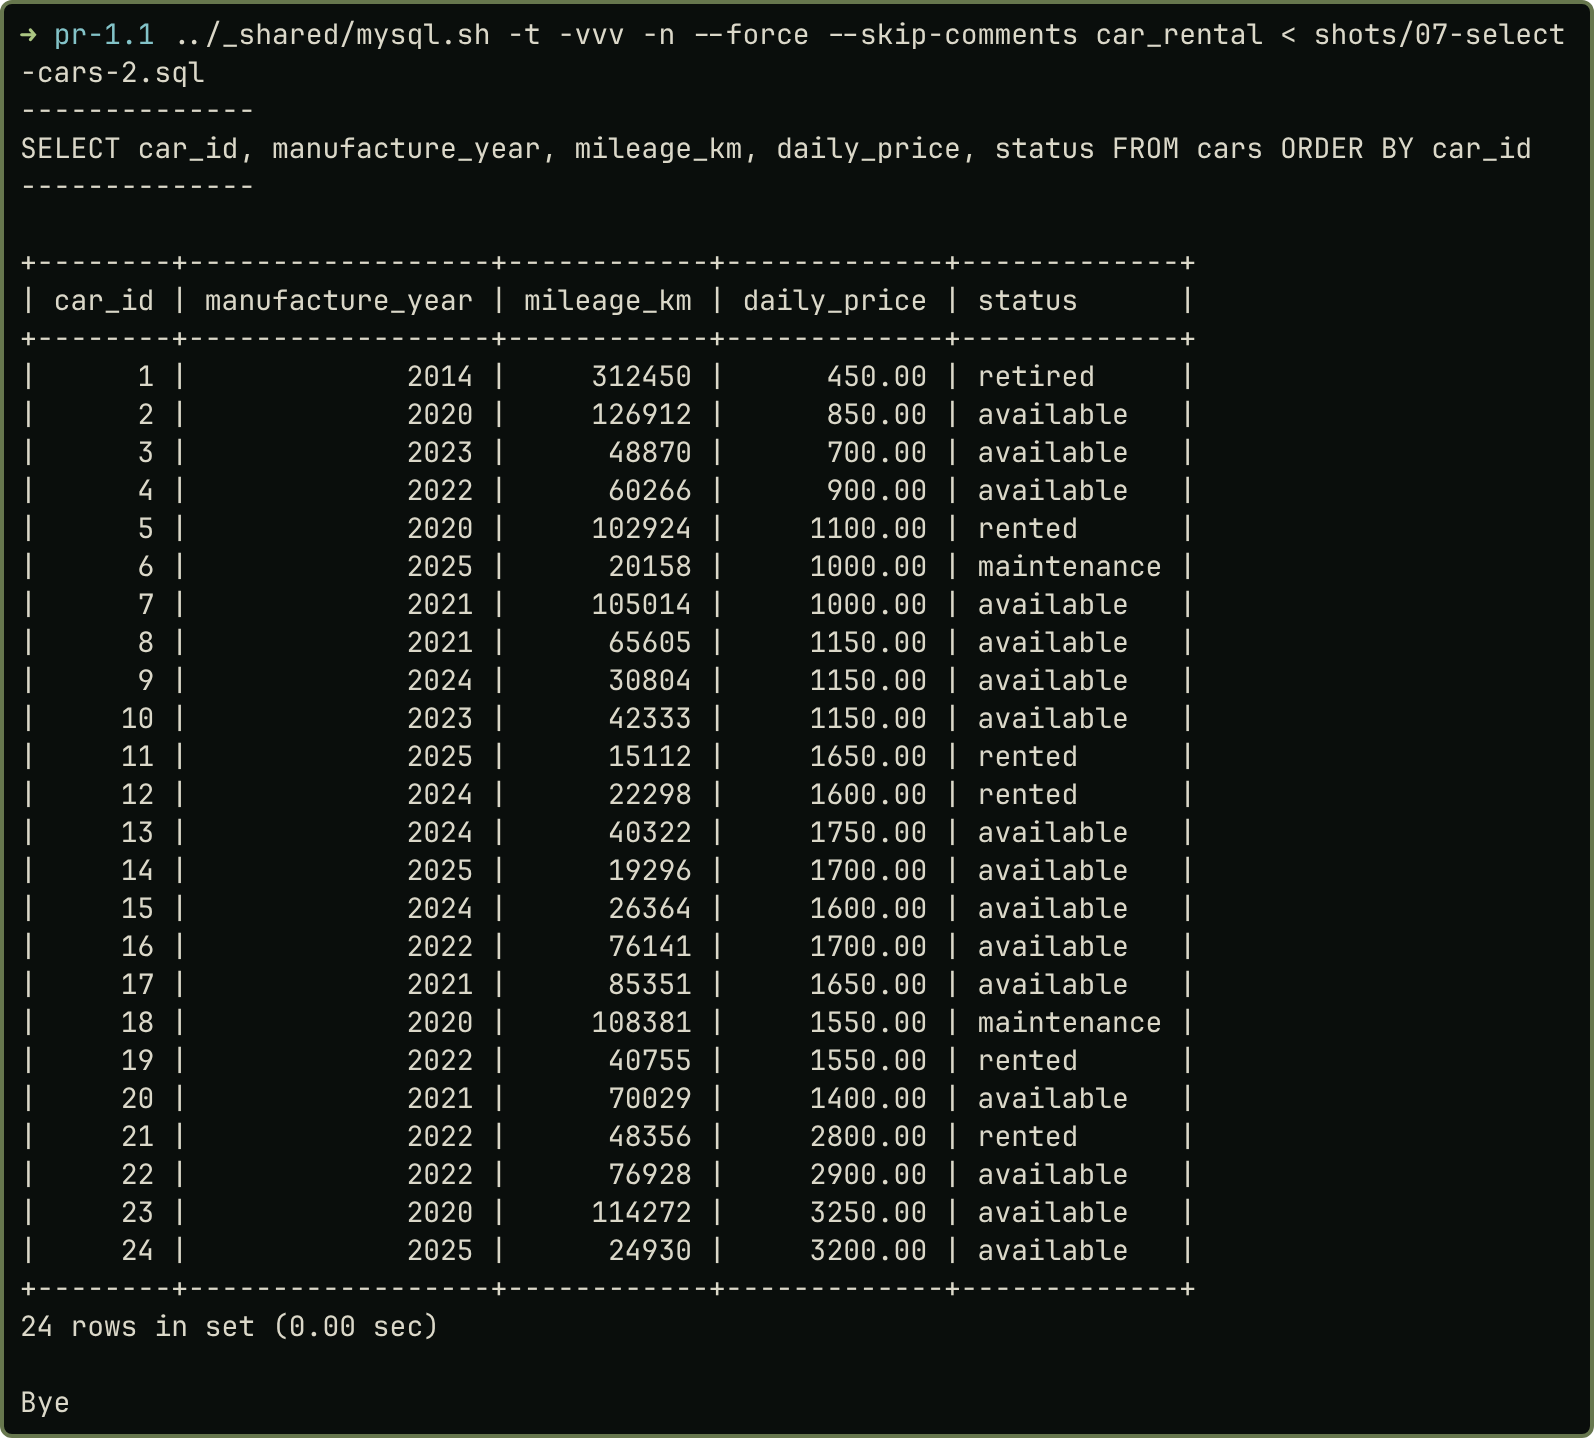 → pr-1.1 ../_shared/mysql.sh -t -vvv -n --force --skip-comments car_rental < shots/07-select
-cars-2.sql
--------------
SELECT car_id, manufacture_year, mileage_km, daily_price, status FROM cars ORDER BY car_id
--------------

+--------+------------------+------------+-------------+-------------+
| car_id | manufacture_year | mileage_km | daily_price | status      |
+--------+------------------+------------+-------------+-------------+
|      1 |             2014 |     312450 |      450.00 | retired     |
|      2 |             2020 |     126912 |      850.00 | available   |
|      3 |             2023 |      48870 |      700.00 | available   |
|      4 |             2022 |      60266 |      900.00 | available   |
|      5 |             2020 |     102924 |     1100.00 | rented      |
|      6 |             2025 |      20158 |     1000.00 | maintenance |
|      7 |             2021 |     105014 |     1000.00 | available   |
|      8 |             2021 |      65605 |     1150.00 | available   |
|      9 |             2024 |      30804 |     1150.00 | available   |
|     10 |             2023 |      42333 |     1150.00 | available   |
|     11 |             2025 |      15112 |     1650.00 | rented      |
|     12 |             2024 |      22298 |     1600.00 | rented      |
|     13 |             2024 |      40322 |     1750.00 | available   |
|     14 |             2025 |      19296 |     1700.00 | available   |
|     15 |             2024 |      26364 |     1600.00 | available   |
|     16 |             2022 |      76141 |     1700.00 | available   |
|     17 |             2021 |      85351 |     1650.00 | available   |
|     18 |             2020 |     108381 |     1550.00 | maintenance |
|     19 |             2022 |      40755 |     1550.00 | rented      |
|     20 |             2021 |      70029 |     1400.00 | available   |
|     21 |             2022 |      48356 |     2800.00 | rented      |
|     22 |             2022 |      76928 |     2900.00 | available   |
|     23 |             2020 |     114272 |     3250.00 | available   |
|     24 |             2025 |      24930 |     3200.00 | available   |
+--------+------------------+------------+-------------+-------------+
24 rows in set (0.00 sec)

Bye